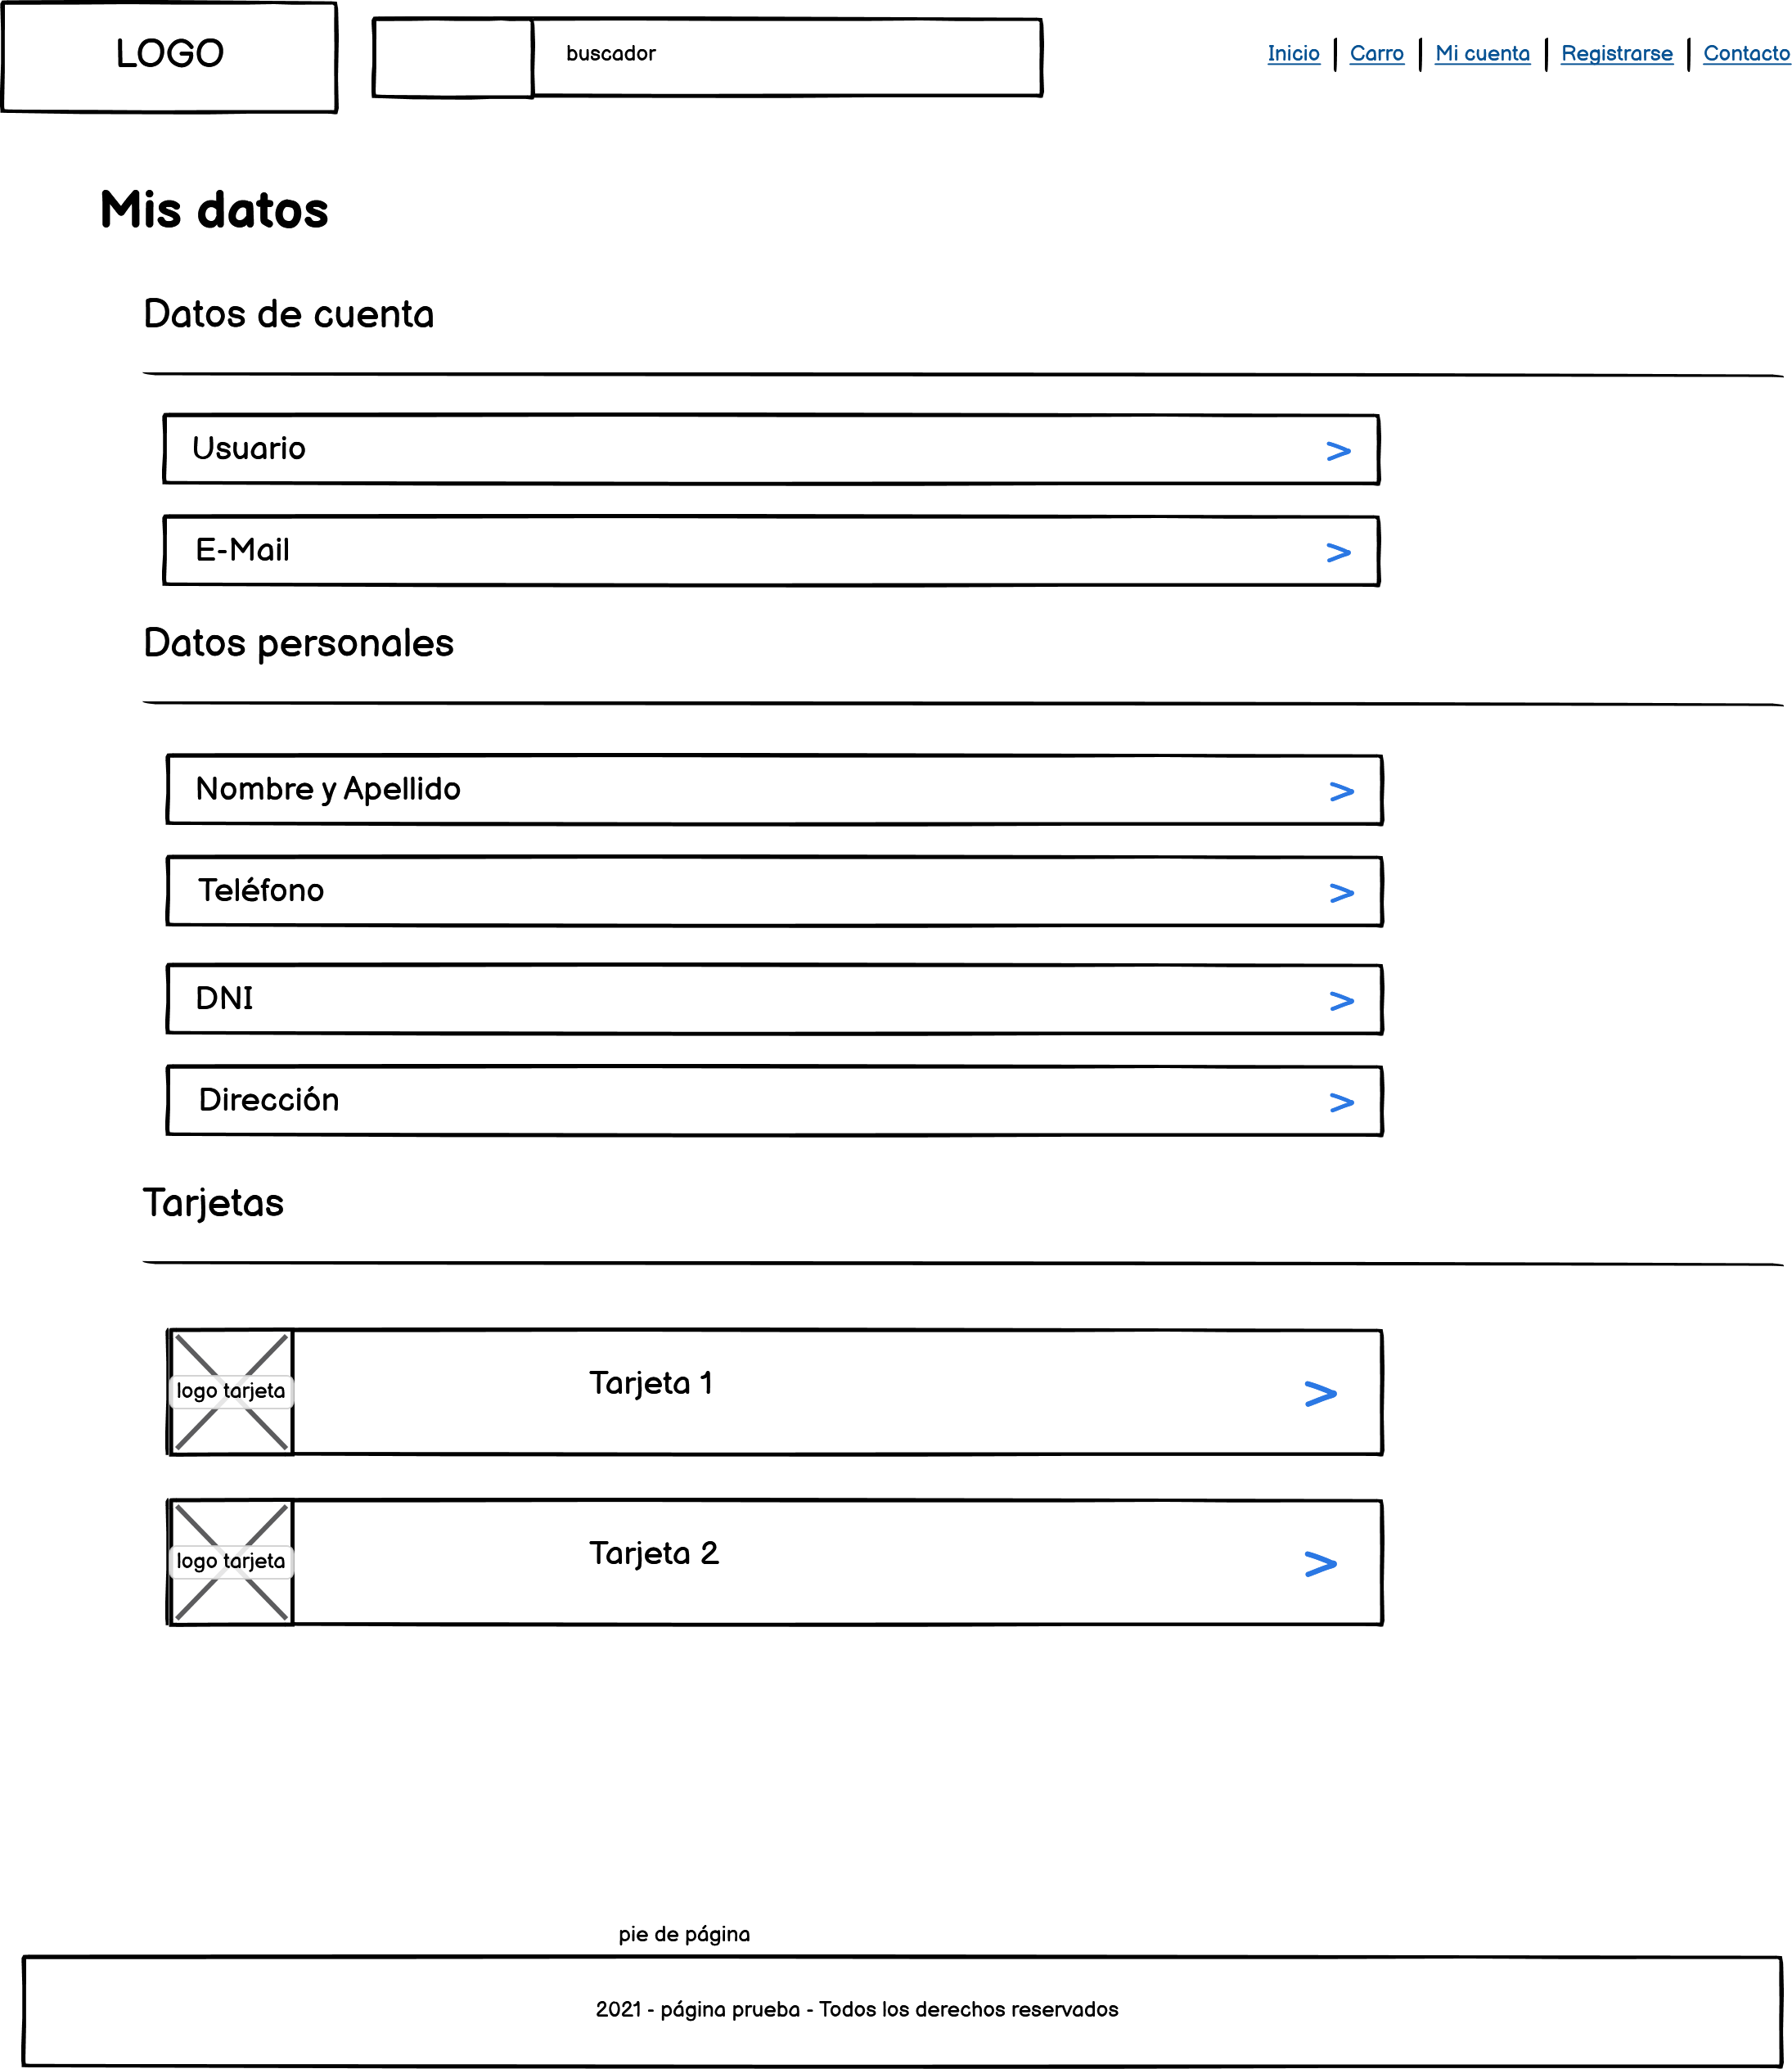 LOGO
buscador
Inicio | Carro | Mi cuenta | Registrarse | Contacto
Mis datos
Datos de cuenta
Usuario >
E-Mail >
Datos personales
Nombre y Apellido >
Teléfono >
DNI >
Dirección >
Tarjetas
logo tarjeta Tarjeta 1 >
logo tarjeta Tarjeta 2 >
pie de página
2021 - página prueba - Todos los derechos reservados